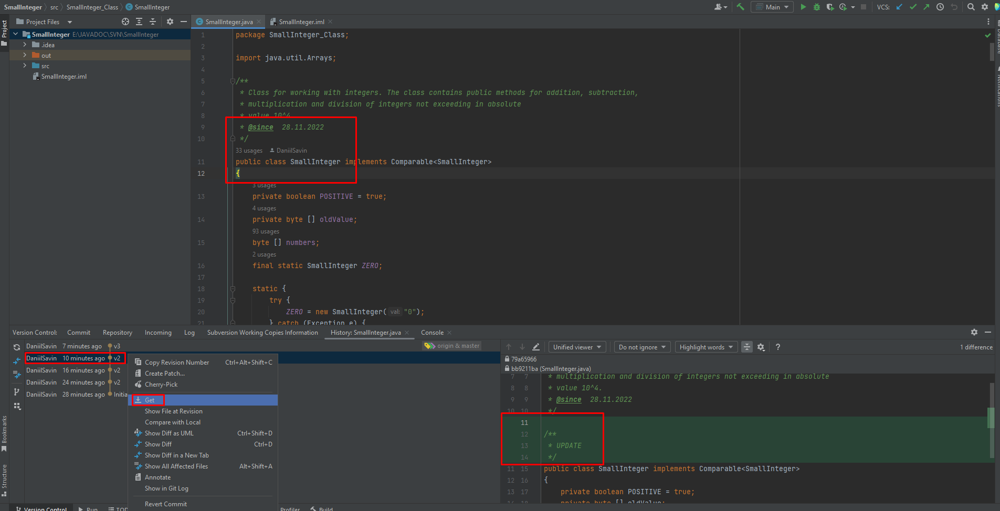 SmallInteger src SmallInteger_Class SmallInteger
Main VCS:
Project Files
SmallInteger.java SmallInteger.iml
Project
SmallInteger E:\JAVADOC\SVN\SmallInteger
.idea
out
src
SmallInteger.iml
1 package SmallInteger_Class;
2
3 import java.util.Arrays;
4
5 /**
6 * Class for working with integers. The class contains public methods for addition, subtraction,
7 * multiplication and division of integers not exceeding in absolute
8 * value 10^4
9 * @since 28.11.2022
10 */
33 usages DaniilSavin
11 public class SmallInteger implements Comparable<SmallInteger>
12 {
3 usages
13 private boolean POSITIVE = true;
4 usages
14 private byte [] oldValue;
93 usages
15 byte [] numbers;
2 usages
16 final static SmallInteger ZERO;
17
18 static {
19 try {
20 ZERO = new SmallInteger( val: "0");
21 } catch (Exception e) {
Database
Notifications
Version Control: Commit Repository Incoming Log Subversion Working Copies Information History: SmallInteger.java Console
DaniilSavin 7 minutes ago v3 origin & master
DaniilSavin 10 minutes ago v2
DaniilSavin 16 minutes ago v2
DaniilSavin 24 minutes ago v2
DaniilSavin 28 minutes ago Initia
Copy Revision Number Ctrl+Alt+Shift+C
Create Patch...
Cherry-Pick
Get
Show File at Revision
Compare with Local
Show Diff as UML Ctrl+Shift+D
Show Diff Ctrl+D
Show Diff in a New Tab
Show All Affected Files Alt+Shift+A
Annotate
Show in Git Log
Revert Commit
Unified viewer Do not ignore Highlight words ? 1 difference
79a65966
bb9211ba (SmallInteger.java)
7 7 * multiplication and division of integers not exceeding in absolute
8 8 * value 10^4.
9 9 * @since 28.11.2022
10 10 */
11
12 /**
13 * UPDATE
14 */
11 15 public class SmallInteger implements Comparable<SmallInteger>
12 16 {
13 17 private boolean POSITIVE = true;
14 18 private byte [] oldValue;
Bookmarks
Structure
Version Control Run TOD Profiler Build